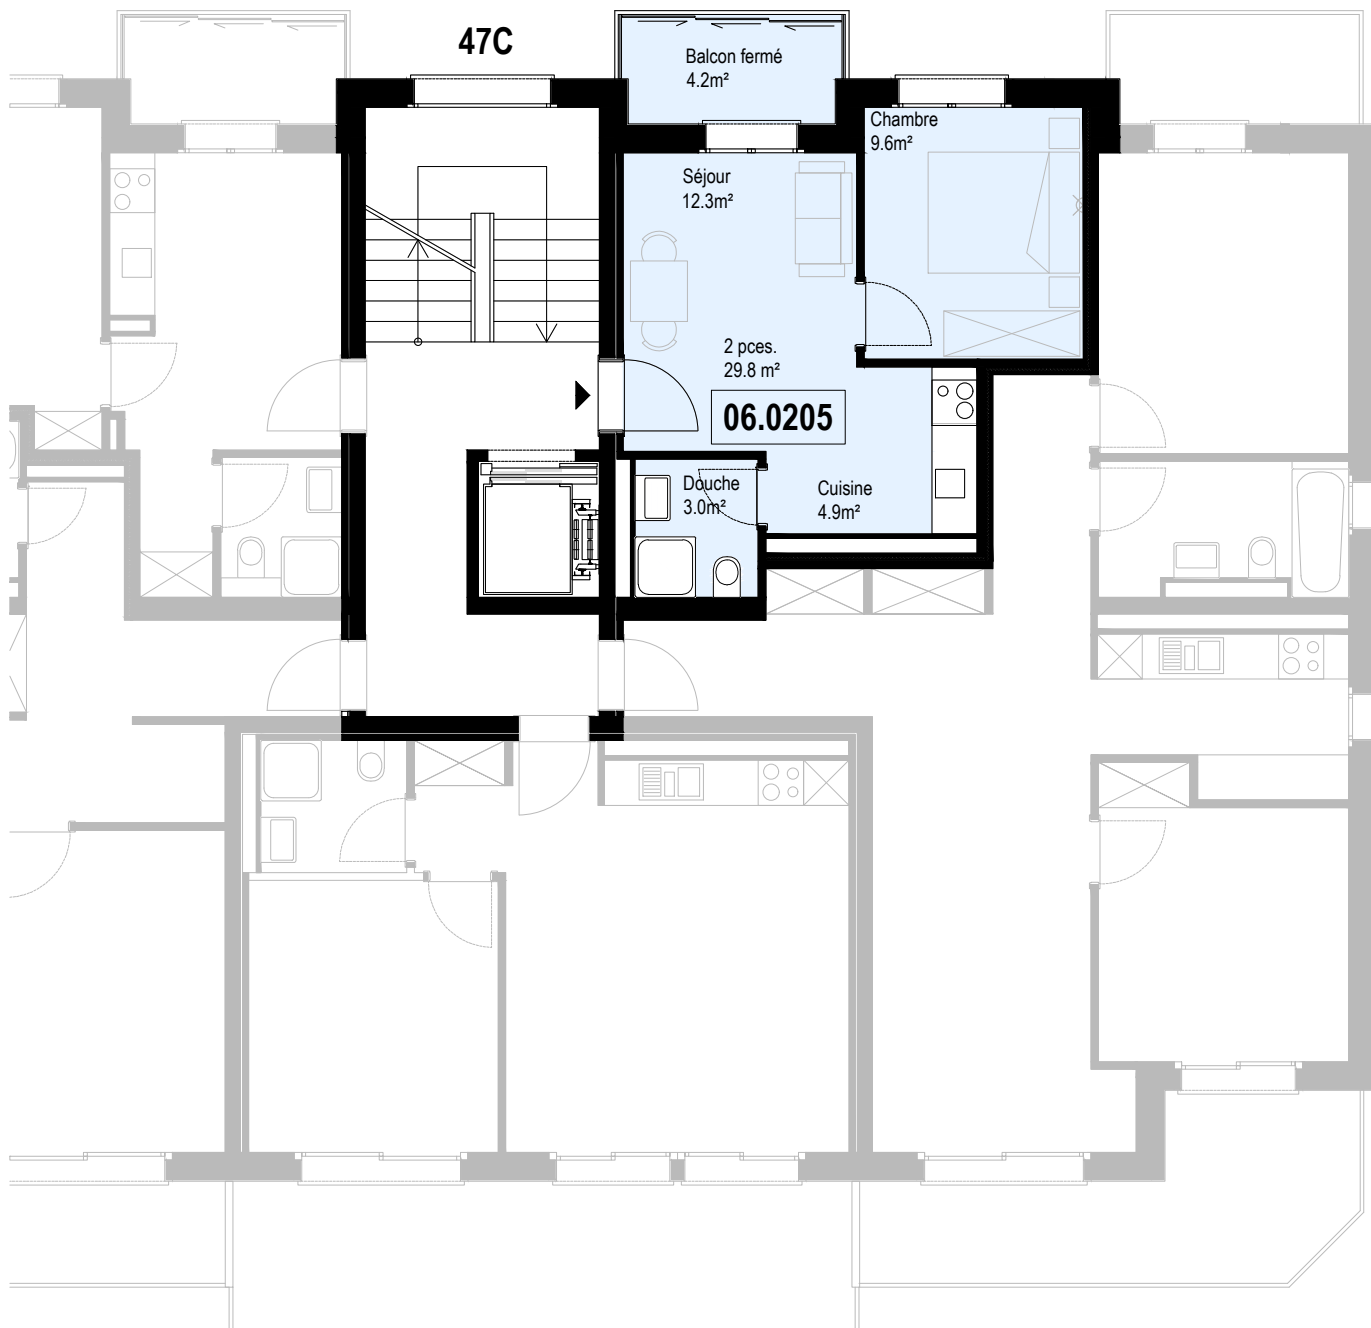 47C
Balcon fermé
4.2m²
Chambre
9.6m²
Séjour
12.3m²
2 pces.
29.8 m²
06.0205
Douche
3.0m²
Cuisine
4.9m²